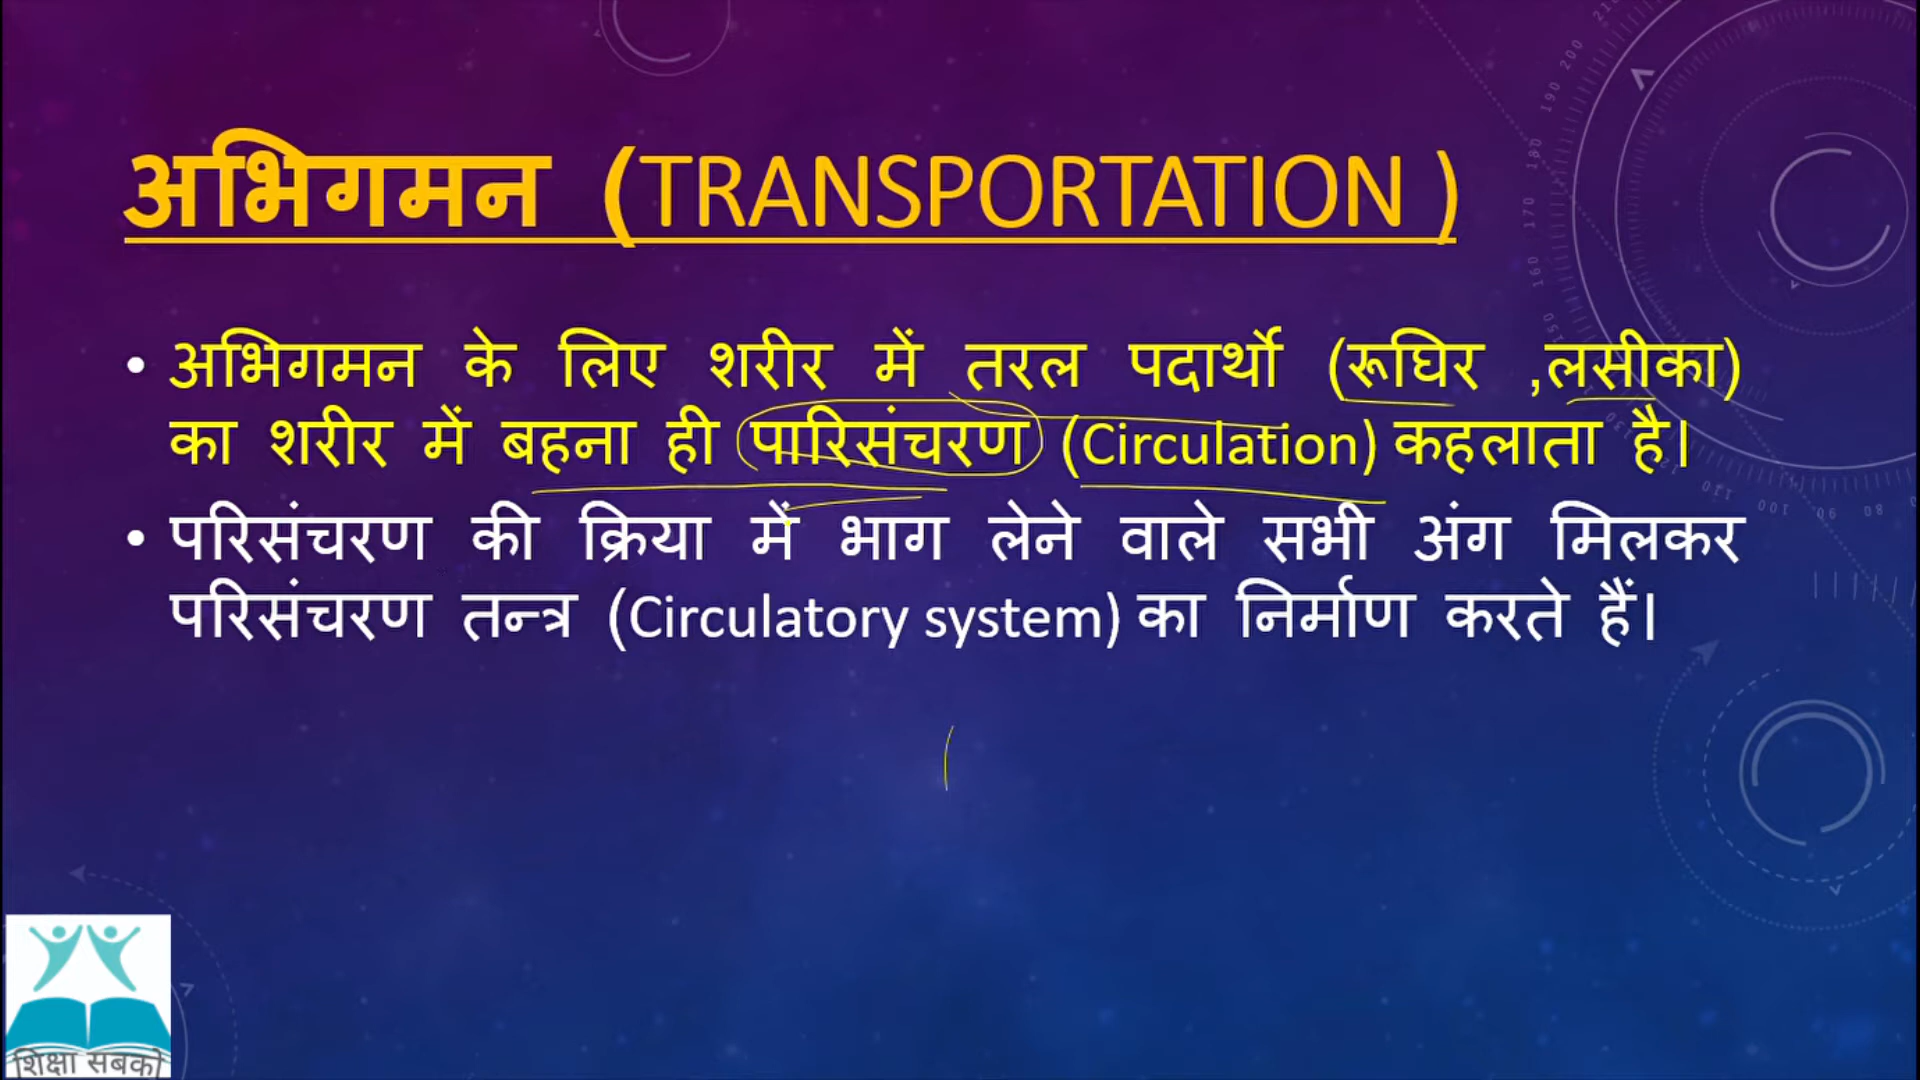 अभिगमन (TRANSPORTATION )
• अभिगमन के लिए शरीर में तरल पदार्थो (रूघिर ,लसीका)
का शरीर में बहना ही पारिसंचरण (Circulation) कहलाता है।
• परिसंचरण की क्रिया में भाग लेने वाले सभी अंग मिलकर
परिसंचरण तन्त्र (Circulatory system) का निर्माण करते हैं।
शिक्षा सबको